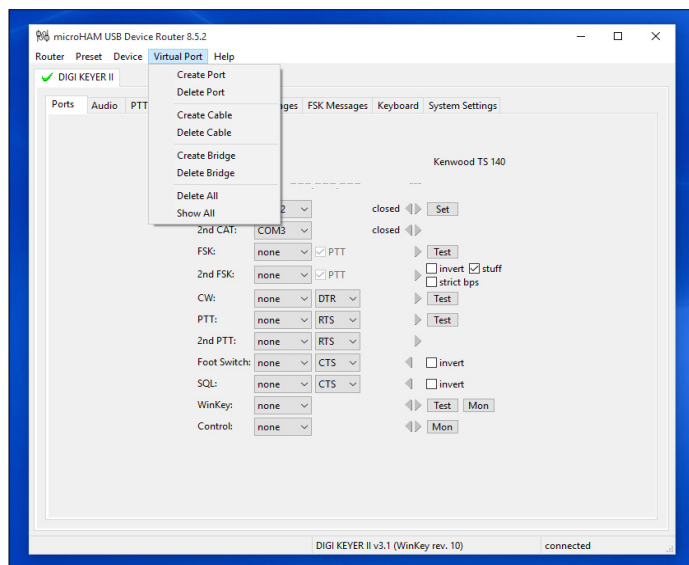 microHAM USB Device Router 8.5.2
Router Preset Device Virtual Port Help
DIGI KEYER II
Ports Audio PTT FSK Messages Keyboard System Settings
Create Port
Delete Port
Create Cable
Delete Cable
Create Bridge
Delete Bridge
Delete All
Show All
Kenwood TS 140
2 closed Set
2nd CAT: COM3 closed
FSK: none PTT Test
2nd FSK: none PTT invert stuff
strict bps
CW: none DTR Test
PTT: none RTS Test
2nd PTT: none RTS
Foot Switch: none CTS invert
SQL: none CTS invert
WinKey: none Test Mon
Control: none Mon
DIGI KEYER II v3.1 (WinKey rev. 10) connected